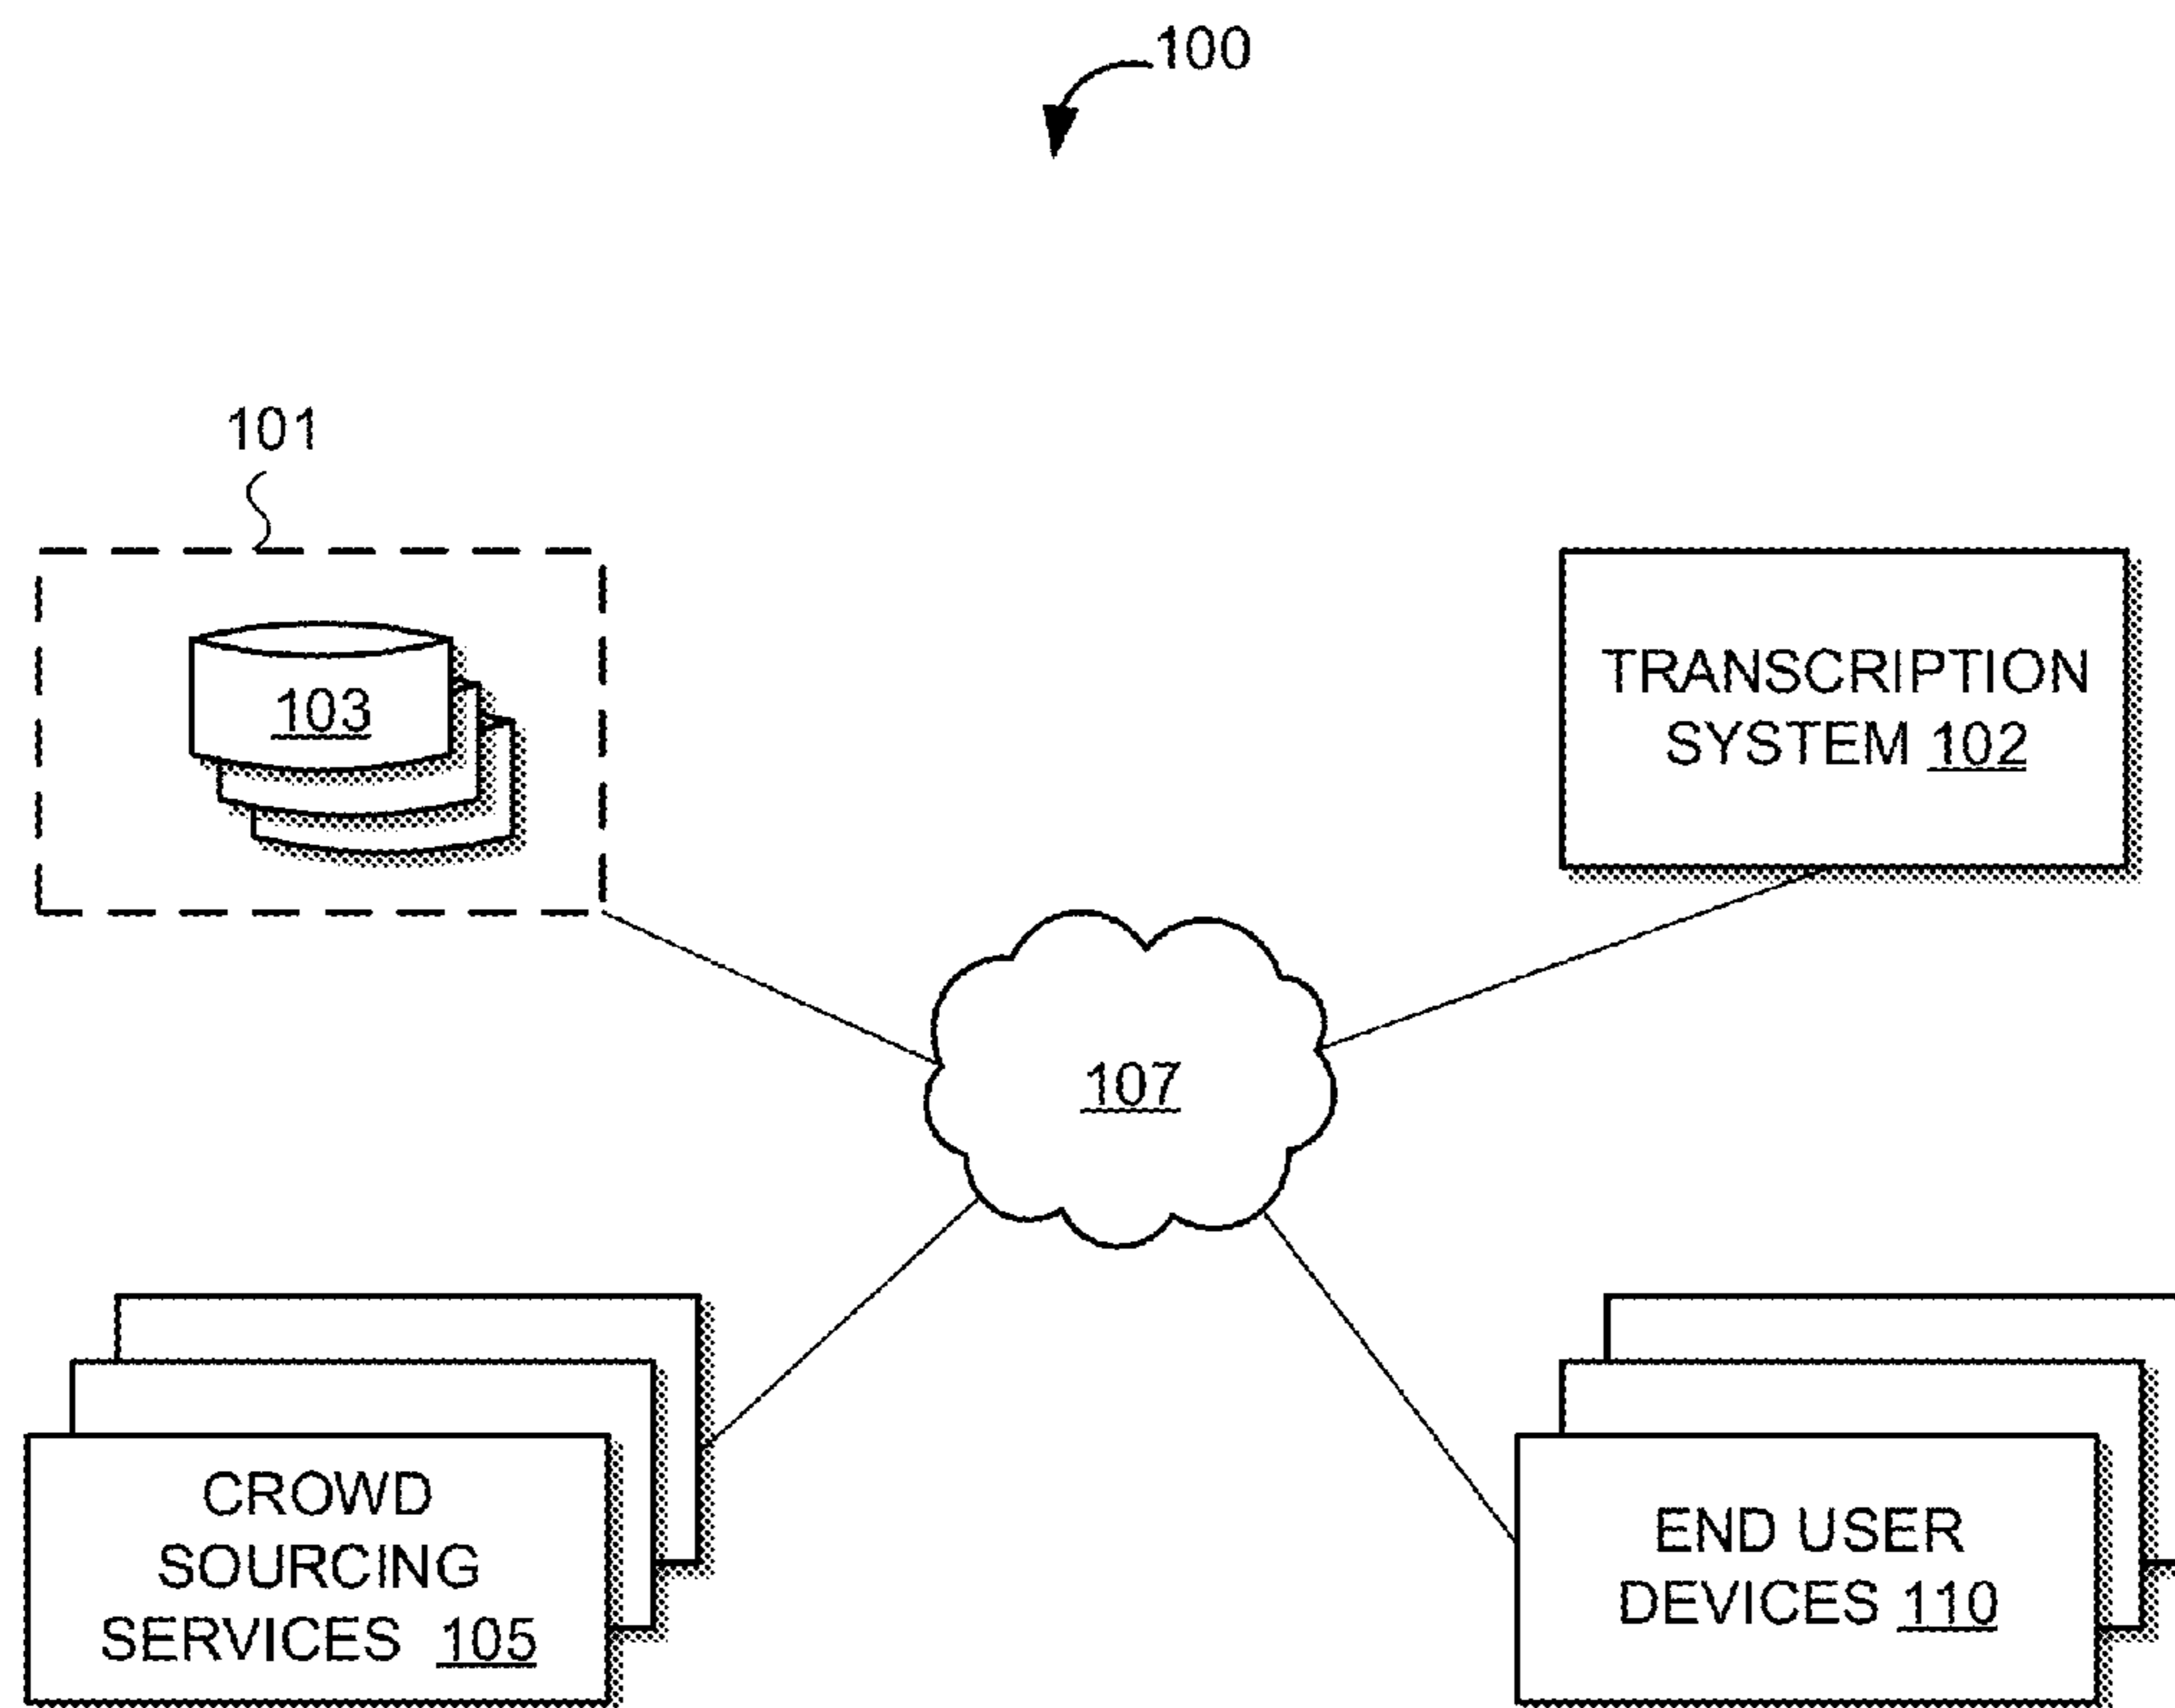 100
101
103
TRANSCRIPTION
SYSTEM 102
107
CROWD
SOURCING
SERVICES 105
END USER
DEVICES 110